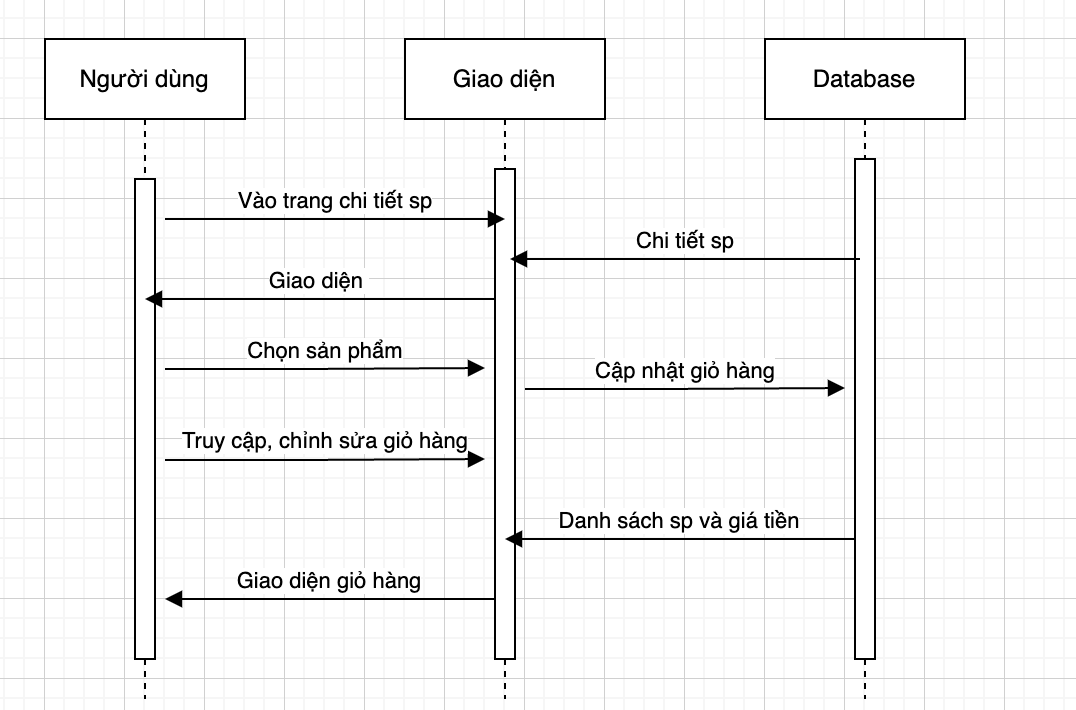 Người dùng
Giao diện
Database
Vào trang chi tiết sp
Chi tiết sp
Giao diện
Chọn sản phẩm
Cập nhật giỏ hàng
Truy cập, chỉnh sửa giỏ hàng
Danh sách sp và giá tiền
Giao diện giỏ hàng